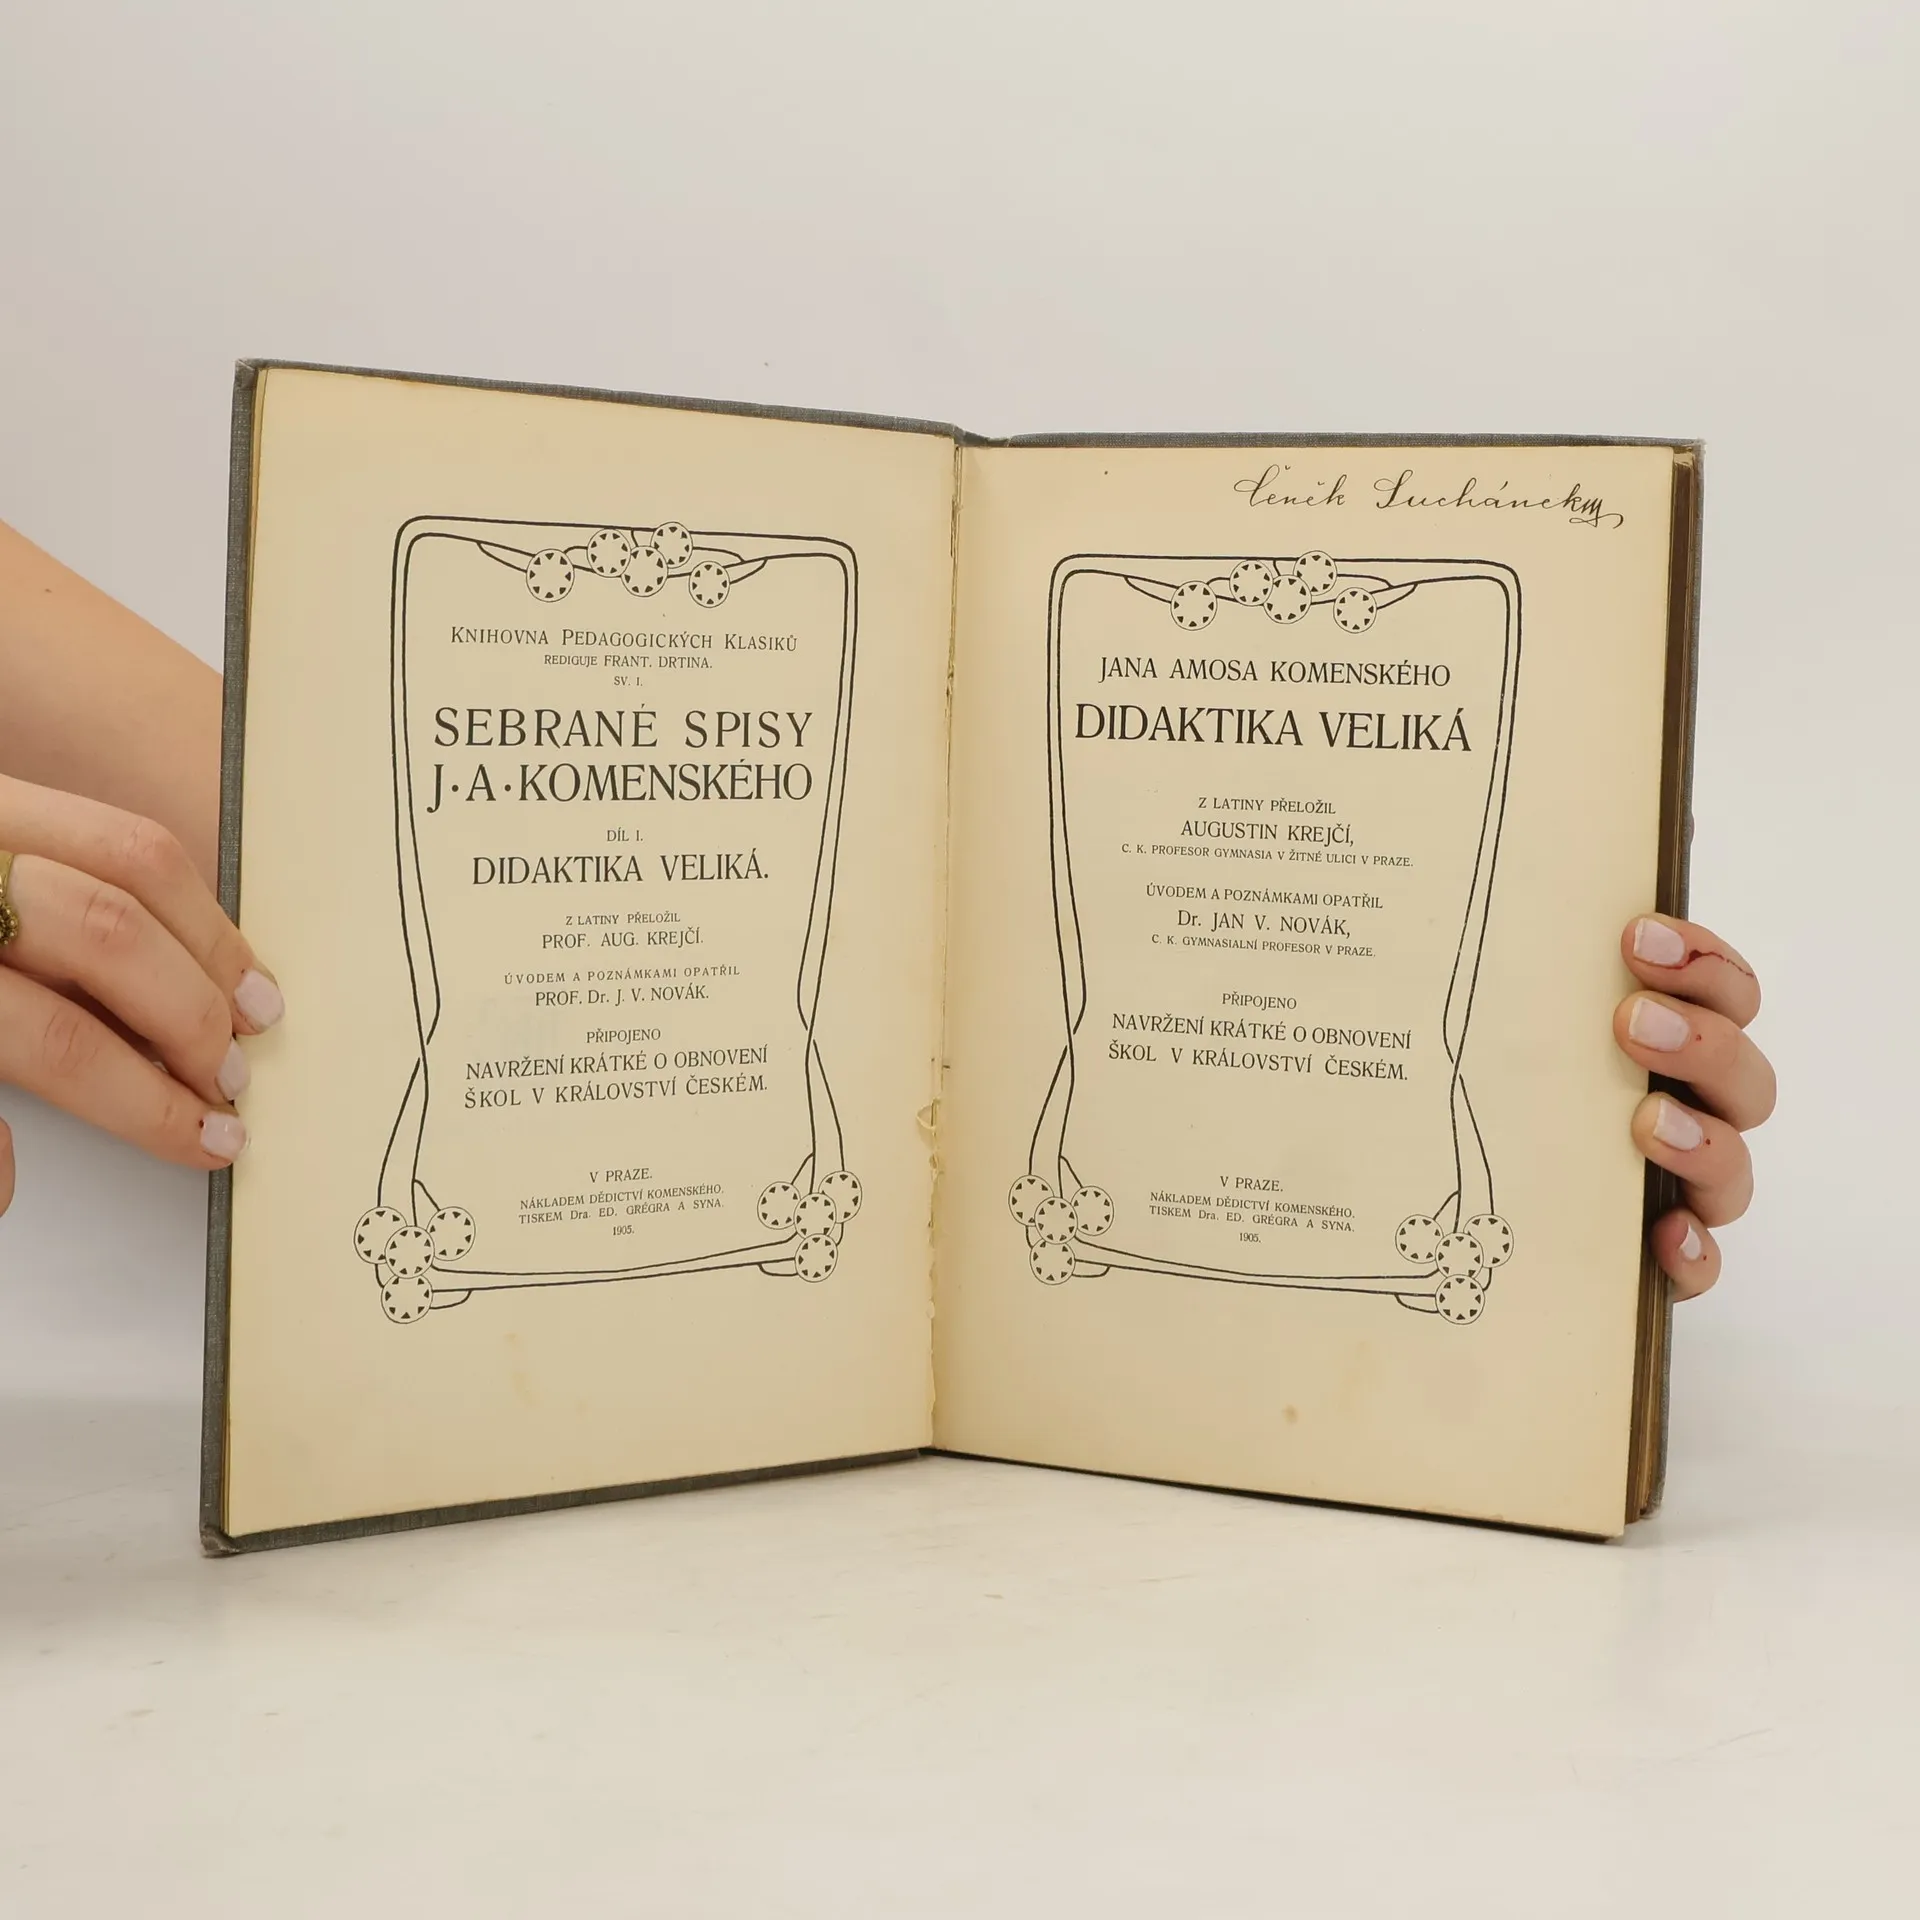 KNIHOVNA PEDAGOGICKÝCH KLASIKŮ
REDIGUJE FRANT. DRTINA.
SV. I.
SEBRANÉ SPISY
J·A·KOMENSKÉHO
DÍL I.
DIDAKTIKA VELIKÁ.
Z LATINY PŘELOŽIL
PROF. AUG. KREJČÍ.
ÚVODEM A POZNÁMKAMI OPATŘIL
PROF. Dr. J. V. NOVÁK.
PŘIPOJENO
NAVRŽENÍ KRÁTKÉ O OBNOVENÍ
ŠKOL V KRÁLOVSTVÍ ČESKÉM.
V PRAZE.
NÁKLADEM DĚDICTVÍ KOMENSKÉHO.
TISKEM Dra. ED. GRÉGRA A SYNA.
1905.
Čeněk Suchánek
JANA AMOSA KOMENSKÉHO
DIDAKTIKA VELIKÁ
Z LATINY PŘELOŽIL
AUGUSTIN KREJČÍ,
C. K. PROFESOR GYMNASIA V ŽITNÉ ULICI V PRAZE.
ÚVODEM A POZNÁMKAMI OPATŘIL
Dr. JAN V. NOVÁK,
C. K. GYMNASIALNÍ PROFESOR V PRAZE.
PŘIPOJENO
NAVRŽENÍ KRÁTKÉ O OBNOVENÍ
ŠKOL V KRÁLOVSTVÍ ČESKÉM.
V PRAZE.
NÁKLADEM DĚDICTVÍ KOMENSKÉHO.
TISKEM Dra. ED. GRÉGRA A SYNA.
1905.